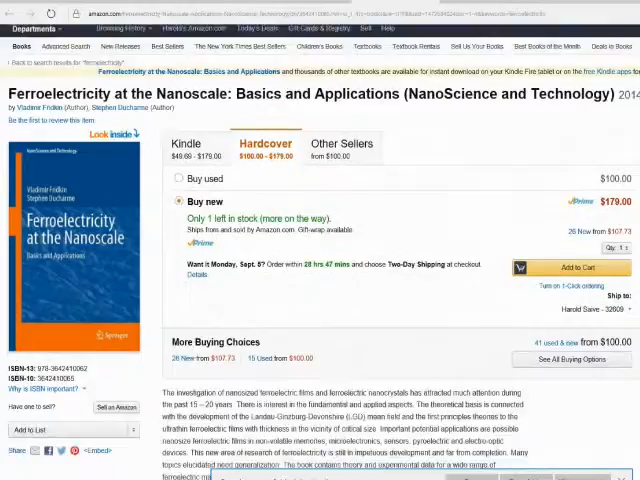 Departments
Browsing History
Harold's Amazon.com
Today's Deals
Gift Cards & Registry
Sell
Help
Books
Advanced Search
New Releases
Best Sellers
The New York Times Best Sellers
Children's Books
Textbooks
Textbook Rentals
Sell Us Your Books
Best Books of the Month
Deals in Books
Back to search results for "ferroelectricity"
Ferroelectricity at the Nanoscale: Basics and Applications and thousands of other textbooks are available for instant download on your Kindle Fire tablet or on the free Kindle apps for
Ferroelectricity at the Nanoscale: Basics and Applications (NanoScience and Technology) 2014
by Vladimir Fridkin (Author), Stephen Ducharme (Author)
Be the first to review this item
Look inside
NanoScience and Technology
Vladimir Fridkin
Stephen Ducharme
Ferroelectricity
at the Nanoscale
Basics and Applications
Springer
Kindle
$49.69 - $179.00
Hardcover
$100.00 - $179.00
Other Sellers
from $100.00
Buy used
$100.00
Buy new
Prime $179.00
Only 1 left in stock (more on the way).
Ships from and sold by Amazon.com. Gift-wrap available.
Prime
26 New from $107.73
Qty: 1
Want it Monday, Sept. 5? Order within 28 hrs 47 mins and choose Two-Day Shipping at checkout.
Details
Add to Cart
Turn on 1-Click ordering
Ship to:
Harold Saive - 32609
More Buying Choices
26 New from $107.73
15 Used from $100.00
41 used & new from $100.00
See All Buying Options
ISBN-13: 978-3642410062
ISBN-10: 3642410065
Why is ISBN important?
Have one to sell?
Sell on Amazon
Add to List
Share
<Embed>
The investigation of nanosized ferroelectric films and ferroelectric nanocrystals has attracted much attention during
the past 15 – 20 years. There is interest in the fundamental and applied aspects. The theoretical basis is connected
with the development of the Landau-Ginzburg-Devonshire (LGD) mean field and the first principles theories to the
ultrathin ferroelectric films with thickness in the vicinity of critical size. Important potential applications are possible
nanosize ferroelectric films in non-volatile memories, microelectronics, sensors, pyroelectric and electro-optic
devices. This new area of research of ferroelectricity is still in impetuous development and far from completion. Many
topics elucidated need generalization. The book contains theory and experimental data for a wide range of
ferroelectric